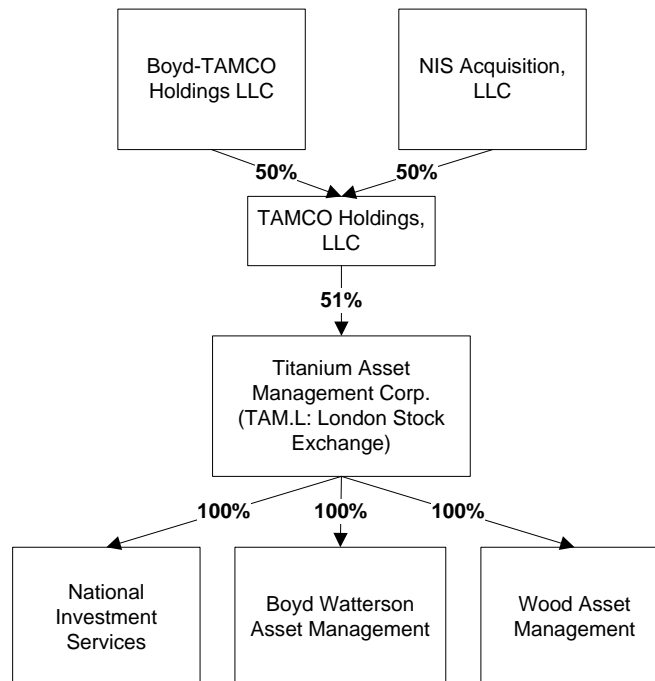 Boyd-TAMCO
Holdings LLC
NIS Acquisition,
LLC
50%
50%
TAMCO Holdings,
LLC
51%
Titanium Asset
Management Corp.
(TAM.L: London Stock
Exchange)
100%
100%
100%
National
Investment
Services
Boyd Watterson
Asset Management
Wood Asset
Management